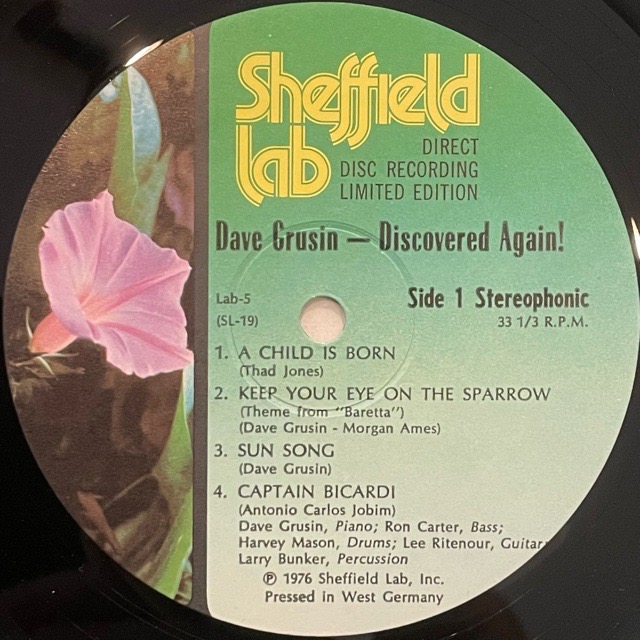 Sheffield
Lab
DIRECT
DISC RECORDING
LIMITED EDITION
Dave Grusin — Discovered Again!
Lab-5
(SL-19)
Side 1 Stereophonic
33 1/3 R.P.M.
1. A CHILD IS BORN
(Thad Jones)
2. KEEP YOUR EYE ON THE SPARROW
(Theme from "Baretta")
(Dave Grusin - Morgan Ames)
3. SUN SONG
(Dave Grusin)
4. CAPTAIN BICARDI
(Antonio Carlos Jobim)
Dave Grusin, Piano; Ron Carter, Bass;
Harvey Mason, Drums; Lee Ritenour, Guitar;
Larry Bunker, Percussion
℗ 1976 Sheffield Lab, Inc.
Pressed in West Germany